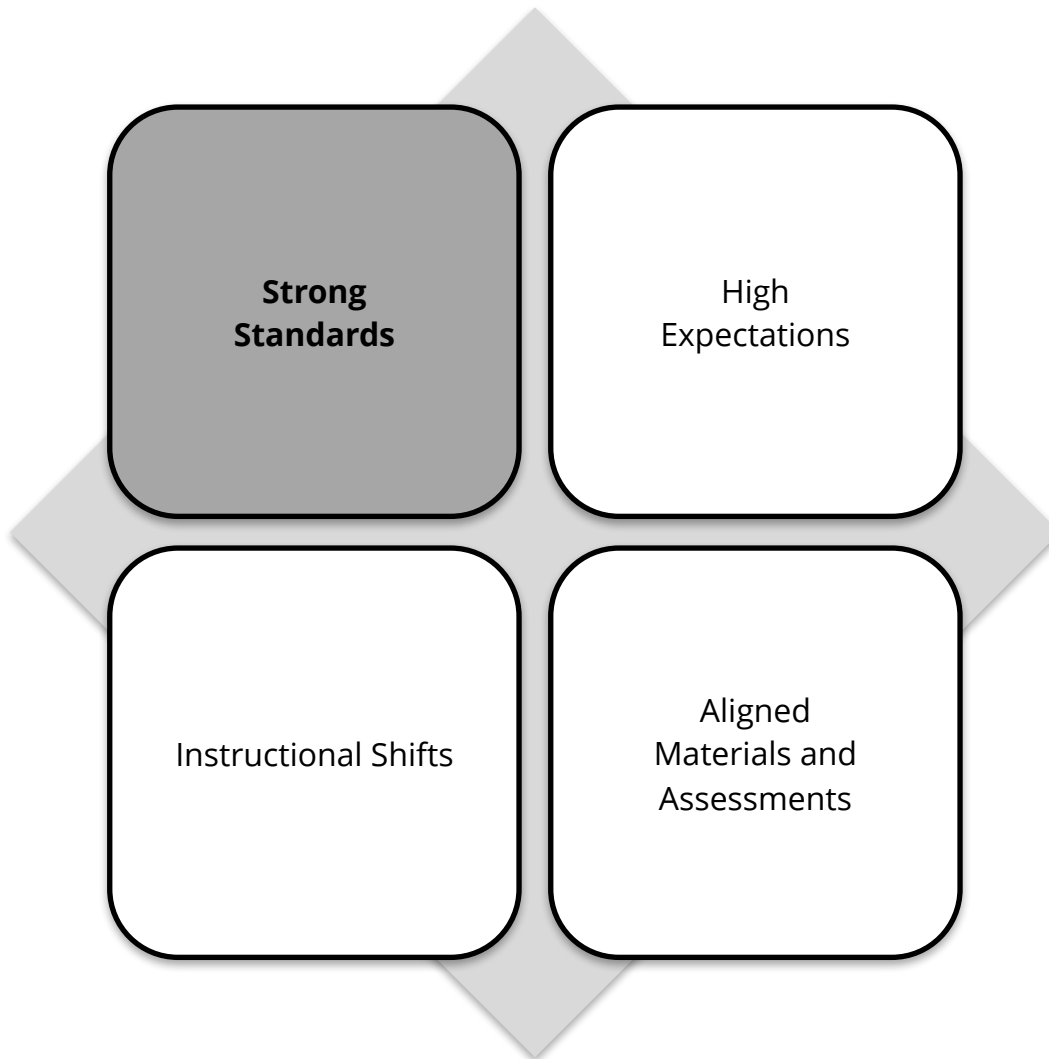 Strong
Standards
High
Expectations
Instructional Shifts
Aligned
Materials and
Assessments